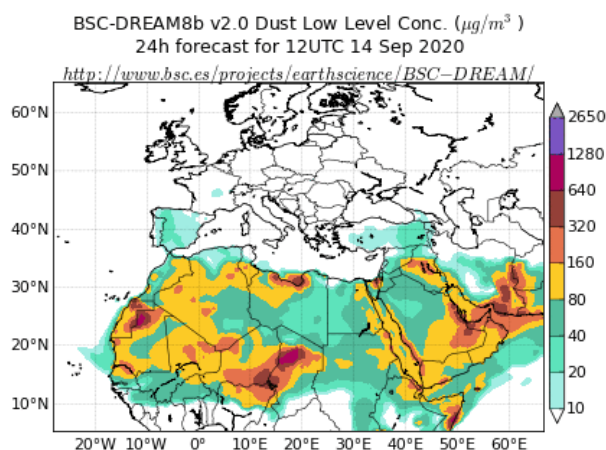 BSC-DREAM8b v2.0 Dust Low Level Conc. (μg/m³ )
24h forecast for 12UTC 14 Sep 2020
http://www.bsc.es/projects/earthscience/BSC−DREAM/
60°N
50°N
40°N
30°N
20°N
10°N
20°W
10°W
0°
10°E
20°E
30°E
40°E
50°E
60°E
2650
1280
640
320
160
80
40
20
10